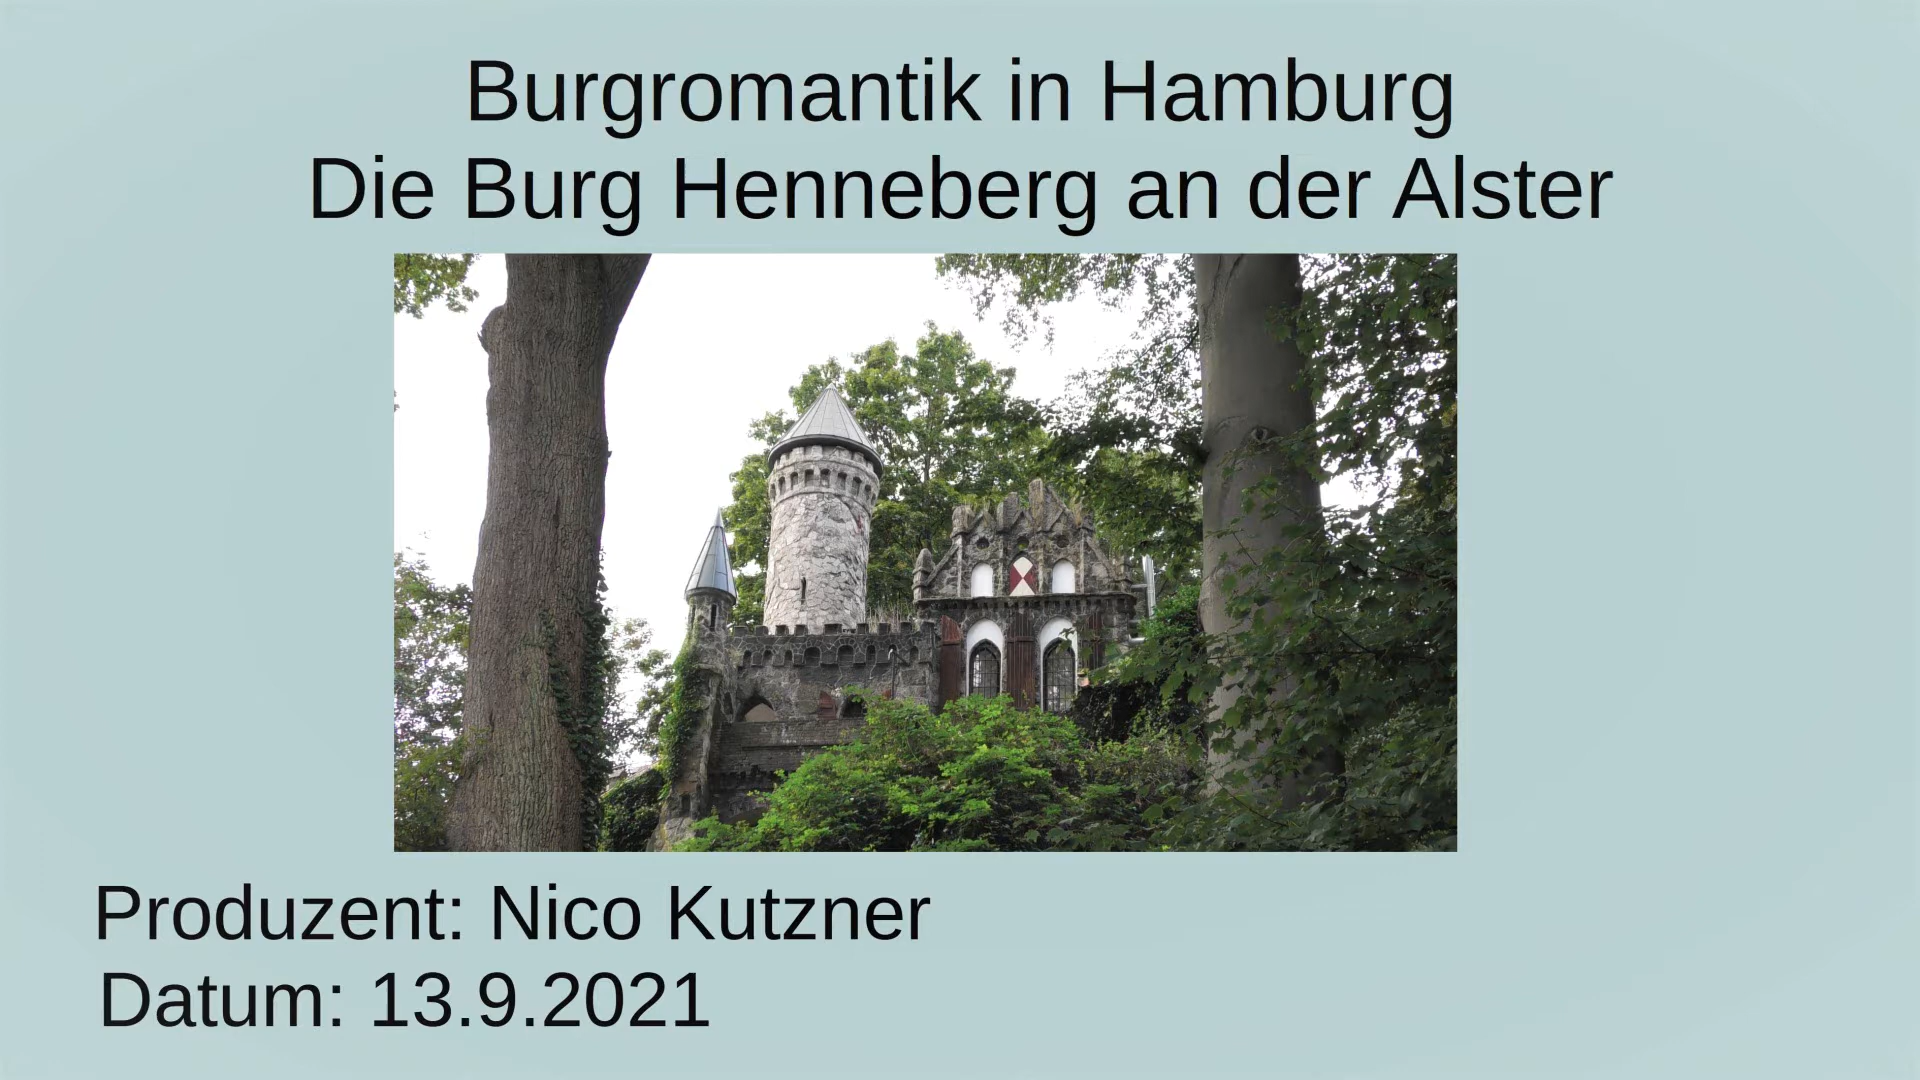 Burgromantik in Hamburg
Die Burg Henneberg an der Alster
Produzent: Nico Kutzner
Datum: 13.9.2021